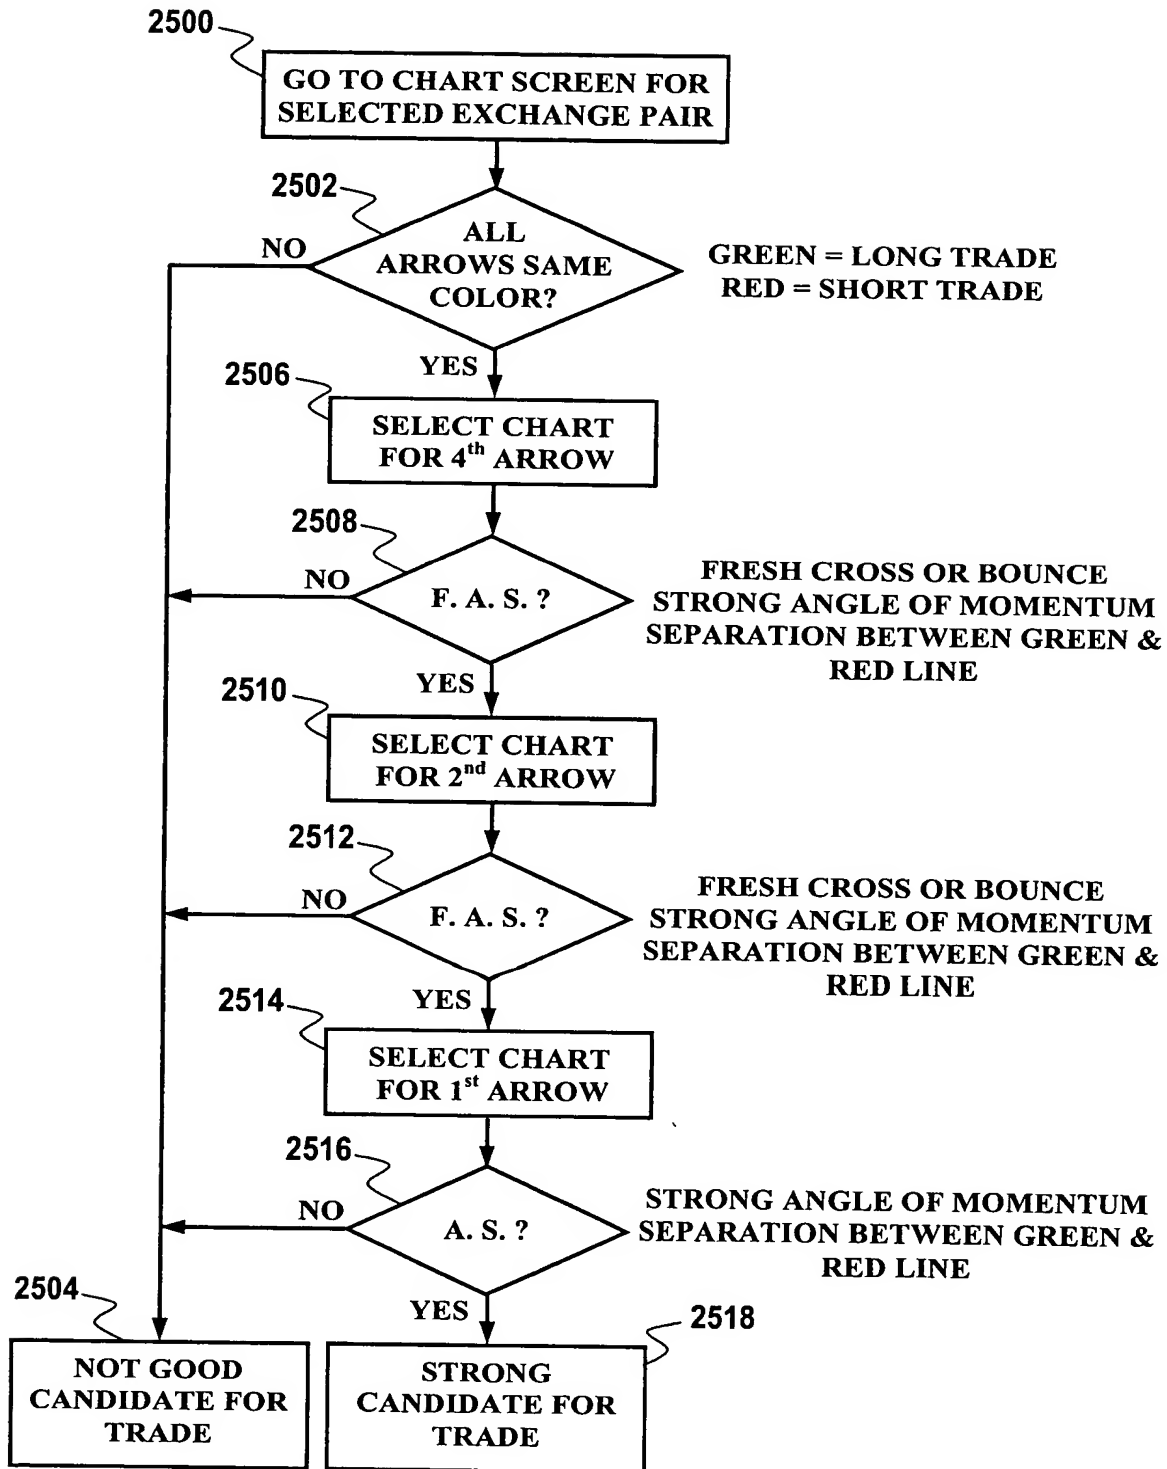 2500
GO TO CHART SCREEN FOR
SELECTED EXCHANGE PAIR
2502
NO
ALL
ARROWS SAME
COLOR?
GREEN = LONG TRADE
RED = SHORT TRADE
YES
2506
SELECT CHART
FOR 4th ARROW
2508
NO
F. A. S. ?
FRESH CROSS OR BOUNCE
STRONG ANGLE OF MOMENTUM
SEPARATION BETWEEN GREEN &
RED LINE
YES
2510
SELECT CHART
FOR 2nd ARROW
2512
NO
F. A. S. ?
FRESH CROSS OR BOUNCE
STRONG ANGLE OF MOMENTUM
SEPARATION BETWEEN GREEN &
RED LINE
YES
2514
SELECT CHART
FOR 1st ARROW
2516
NO
A. S. ?
STRONG ANGLE OF MOMENTUM
SEPARATION BETWEEN GREEN &
RED LINE
YES
2504
NOT GOOD
CANDIDATE FOR
TRADE
2518
STRONG
CANDIDATE FOR
TRADE